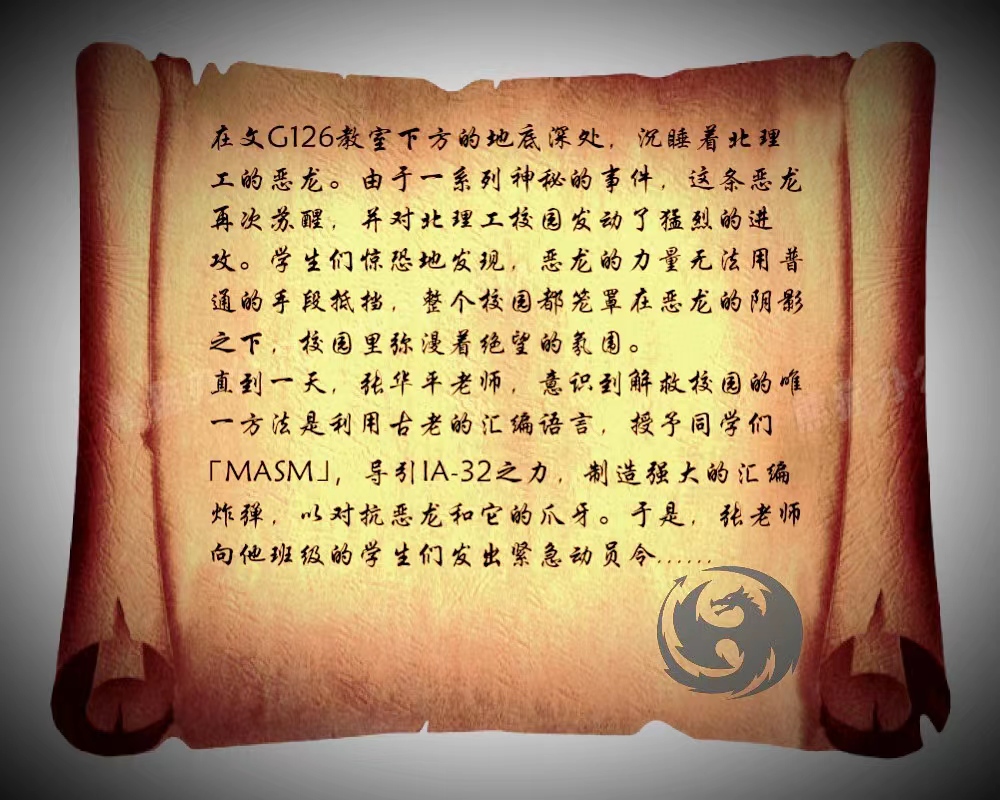 在文G126教室下方的地底深处，沉睡着北理
工的恶龙。由于一系列神秘的事件，这条恶龙
再次苏醒，并对北理工校园发动了猛烈的进
攻。学生们惊恐地发现，恶龙的力量无法用普
通的手段抵挡，整个校园都笼罩在恶龙的阴影
之下，校园里弥漫着绝望的氛围。
直到一天，张华平老师，意识到解救校园的唯
一方法是利用古老的汇编语言，授予同学们
「MASM」，导引IA-32之力，制造强大的汇编
炸弹，以对抗恶龙和它的爪牙。于是，张老师
向他班级的学生们发出紧急动员令......